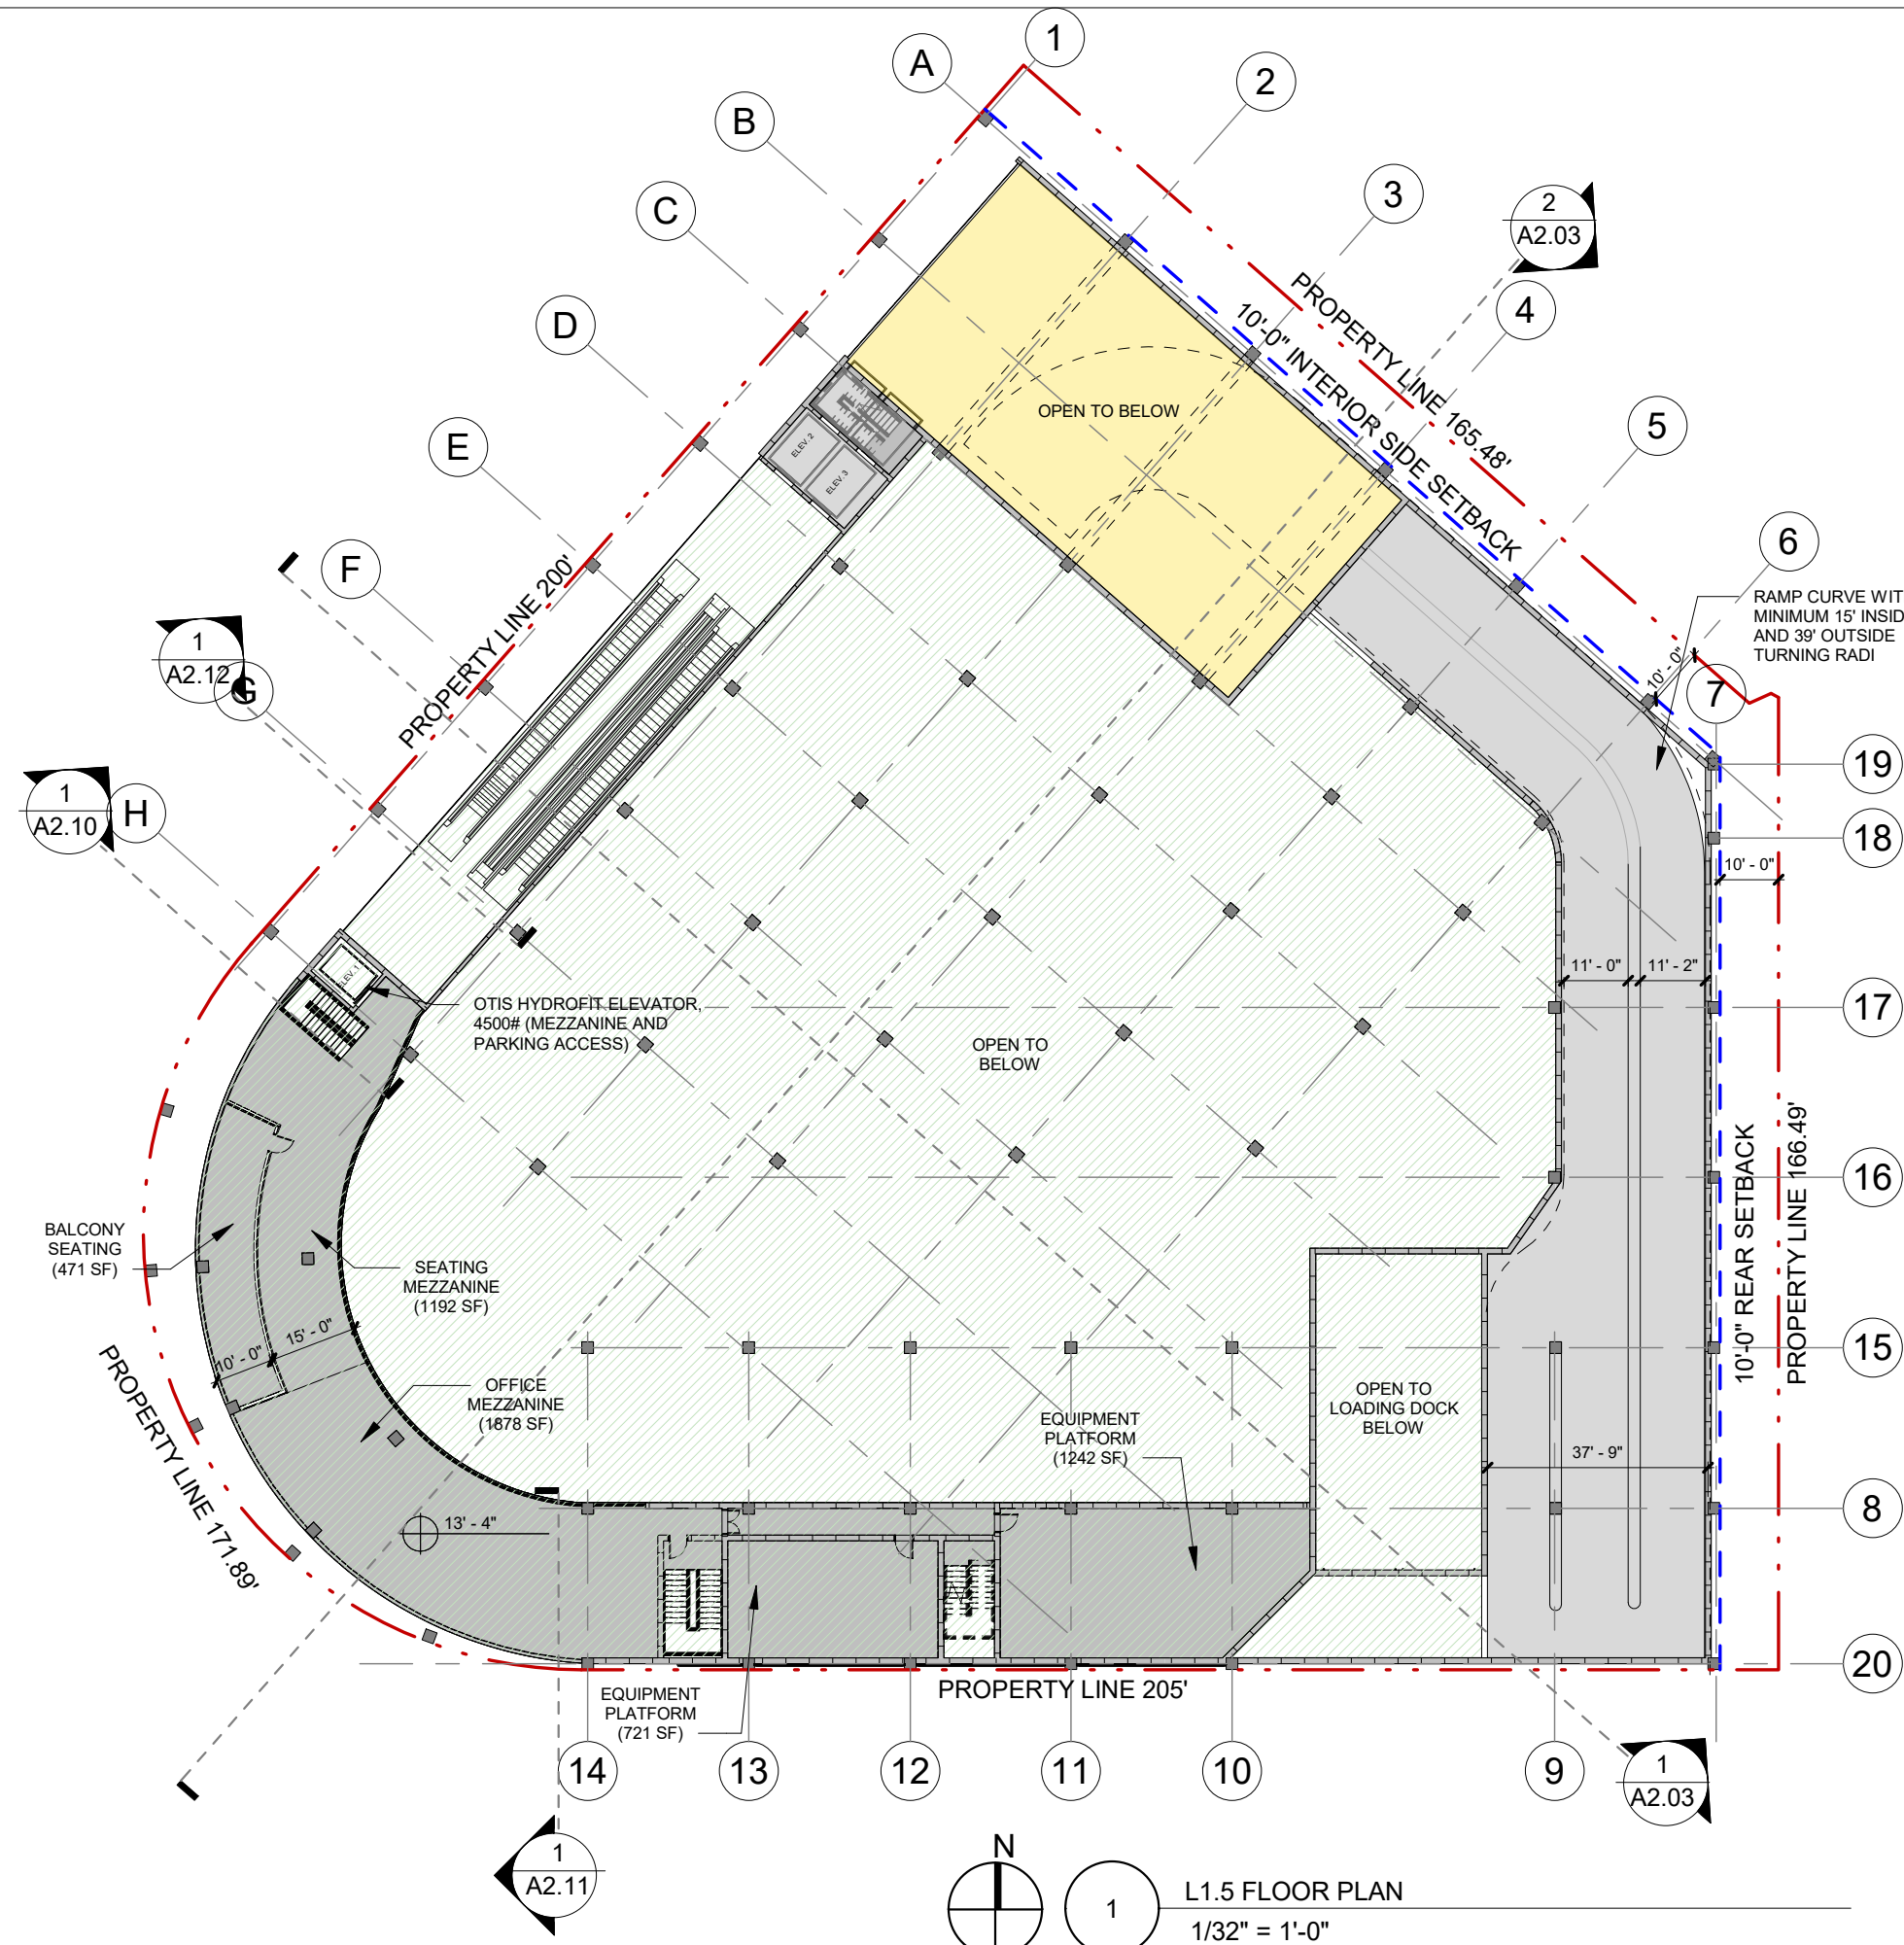 1
A
2
B
3
C
2
A2.03
4
D
PROPERTY LINE 165.48'
10'-0" INTERIOR SIDE SETBACK
OPEN TO BELOW
5
E
ELEV. 2
ELEV. 3
6
F
PROPERTY LINE 200'
RAMP CURVE WIT
MINIMUM 15' INSID
AND 39' OUTSIDE
TURNING RADI
10' - 0"
7
1
A2.12
G
19
1
A2.10
H
18
10' - 0"
ELEV. 1
11' - 0"
11' - 2"
OTIS HYDROFIT ELEVATOR,
4500# (MEZZANINE AND
PARKING ACCESS)
17
OPEN TO
BELOW
16
10'-0" REAR SETBACK
PROPERTY LINE 166.49'
BALCONY
SEATING
(471 SF)
SEATING
MEZZANINE
(1192 SF)
15' - 0"
10' - 0"
15
PROPERTY LINE 171.89'
OFFICE
MEZZANINE
(1878 SF)
OPEN TO
LOADING DOCK
BELOW
EQUIPMENT
PLATFORM
(1242 SF)
37' - 9"
8
13' - 4"
20
PROPERTY LINE 205'
EQUIPMENT
PLATFORM
(721 SF)
14
13
12
11
10
9
1
A2.03
1
A2.11
N
1
L1.5 FLOOR PLAN
1/32" = 1'-0"